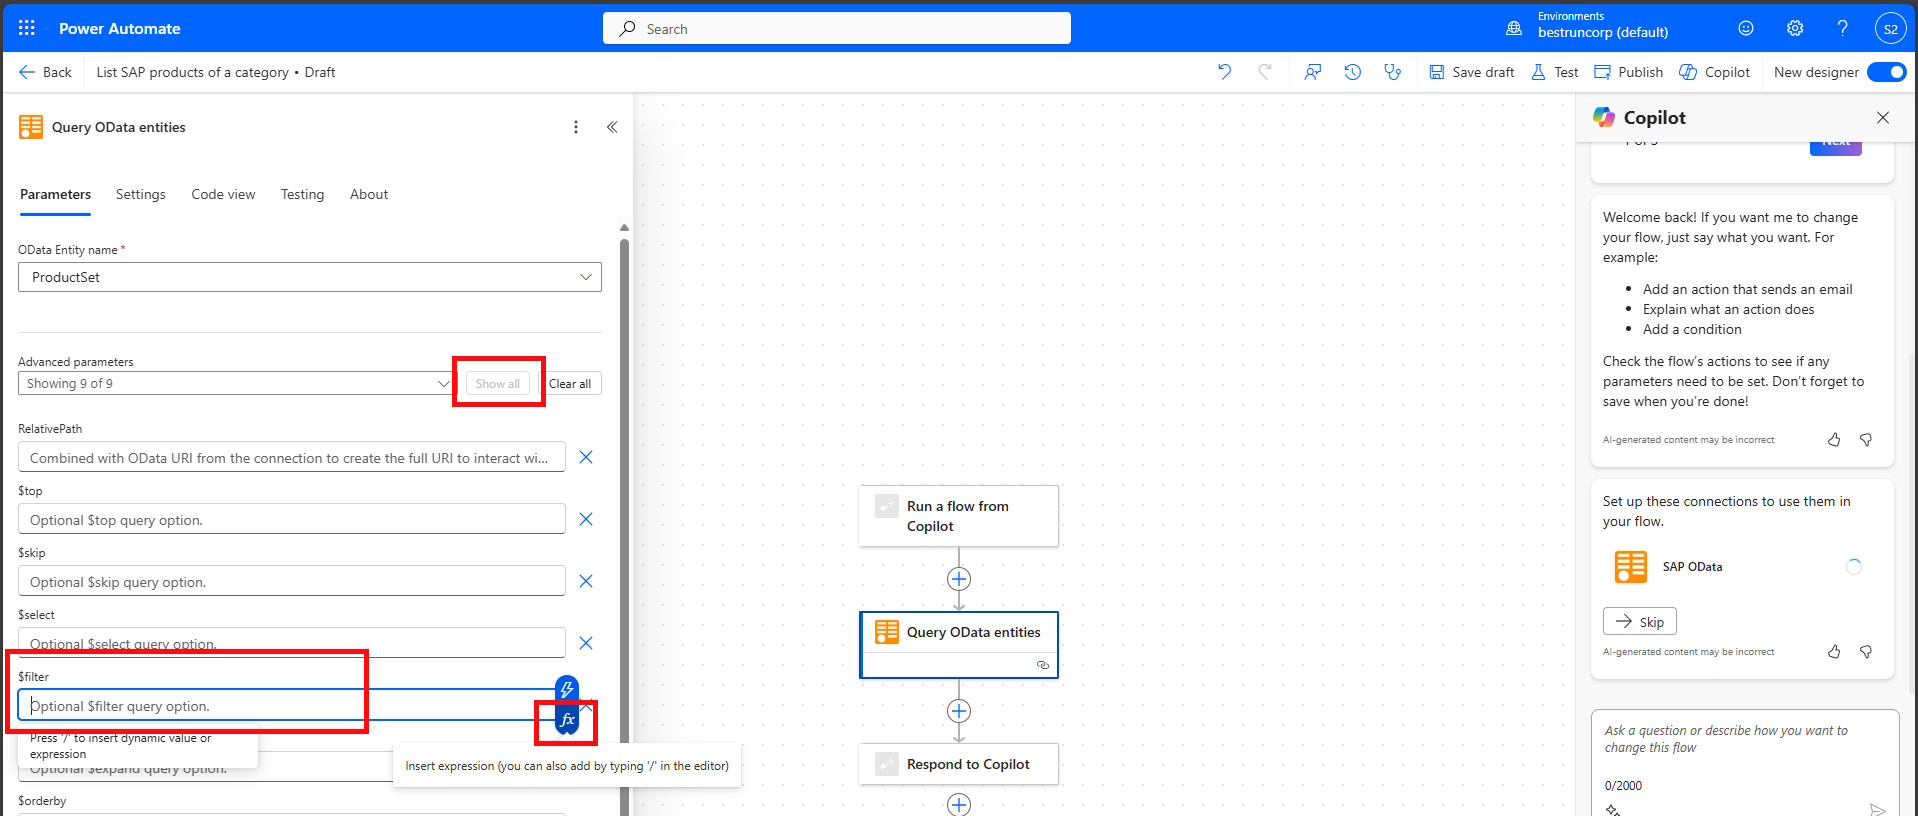 Power Automate
Search
Environments
bestruncorp (default)
S2
Back
List SAP products of a category • Draft
Save draft
Test
Publish
Copilot
New designer
Query OData entities
Parameters
Settings
Code view
Testing
About
OData Entity name *
ProductSet
Advanced parameters
Showing 9 of 9
Show all
Clear all
RelativePath
Combined with OData URI from the connection to create the full URI to interact wi...
$top
Optional $top query option.
$skip
Optional $skip query option.
$select
Optional $select query option.
$filter
Optional $filter query option.
fx
Press '/' to insert dynamic value or
expression
Optional $expand query option.
Insert expression (you can also add by typing '/' in the editor)
$orderby
Run a flow from
Copilot
Query OData entities
Respond to Copilot
Copilot
Next
Welcome back! If you want me to change
your flow, just say what you want. For
example:
• Add an action that sends an email
• Explain what an action does
• Add a condition
Check the flow's actions to see if any
parameters need to be set. Don't forget to
save when you're done!
AI-generated content may be incorrect
Set up these connections to use them in
your flow.
SAP OData
Skip
AI-generated content may be incorrect
Ask a question or describe how you want to
change this flow
0/2000